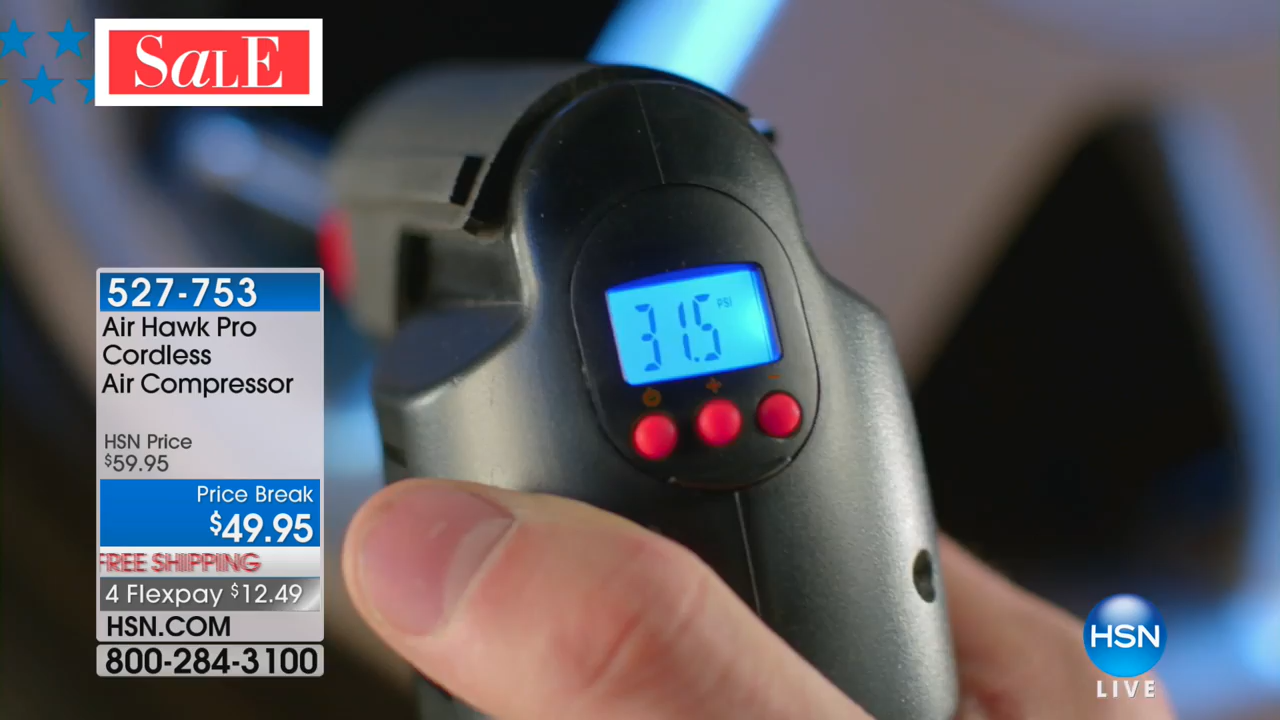 SaLE
527-753
Air Hawk Pro
Cordless
Air Compressor
HSN Price
$59.95
Price Break
$49.95
FREE SHIPPING
4 Flexpay $12.49
HSN.COM
800-284-3100
31.5 PSI
+
-
HSN
LIVE